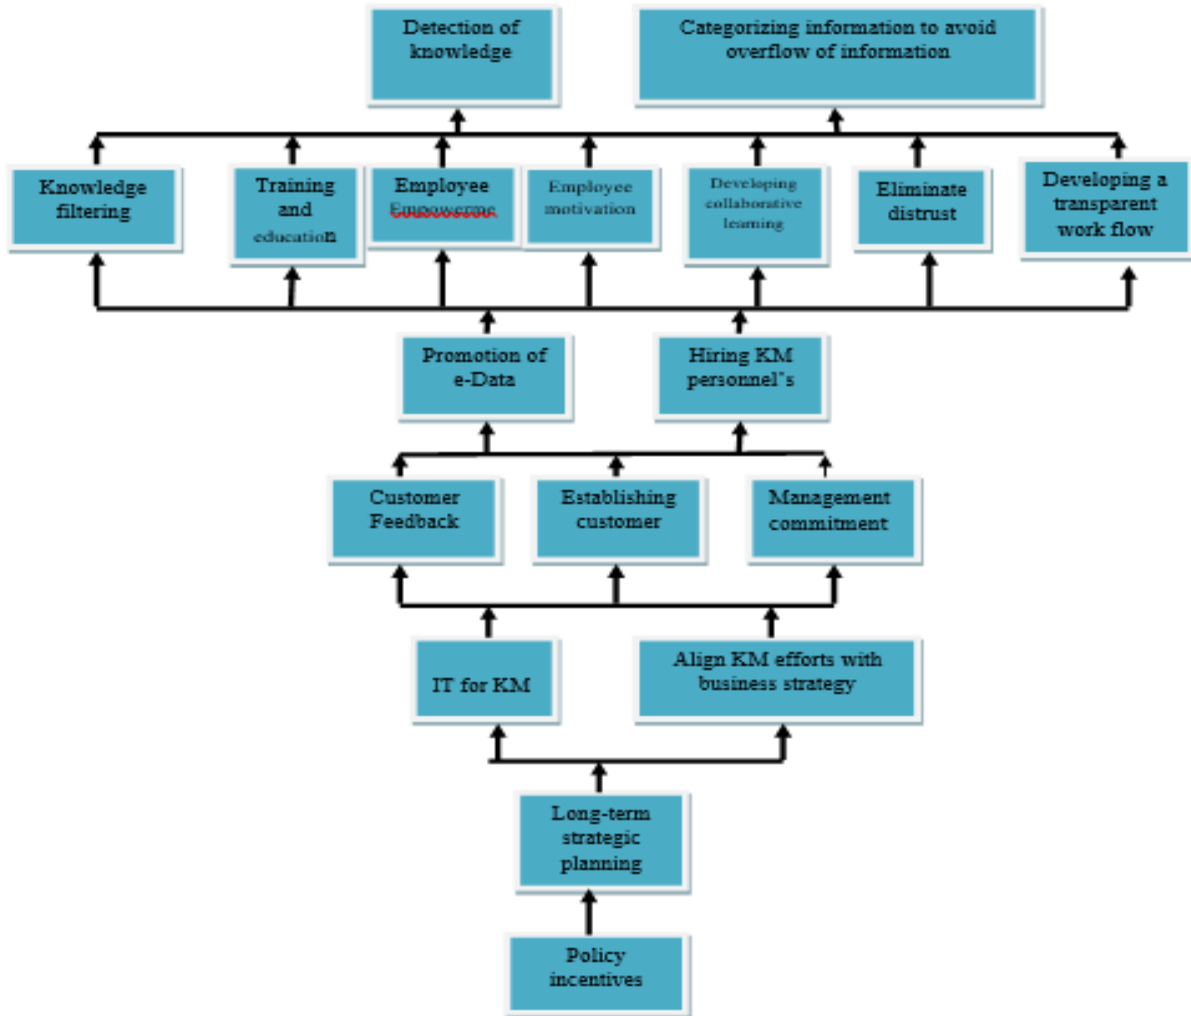 Detection of
knowledge
Categorizing information to avoid
overflow of information
Knowledge
filtering
Training
and
education
Employee
Empowerme
Employee
motivation
Developing
collaborative
learning
Eliminate
distrust
Developing a
transparent
work flow
Promotion of
e-Data
Hiring KM
personnel's
Customer
Feedback
Establishing
customer
Management
commitment
IT for KM
Align KM efforts with
business strategy
Long-term
strategic
planning
Policy
incentives